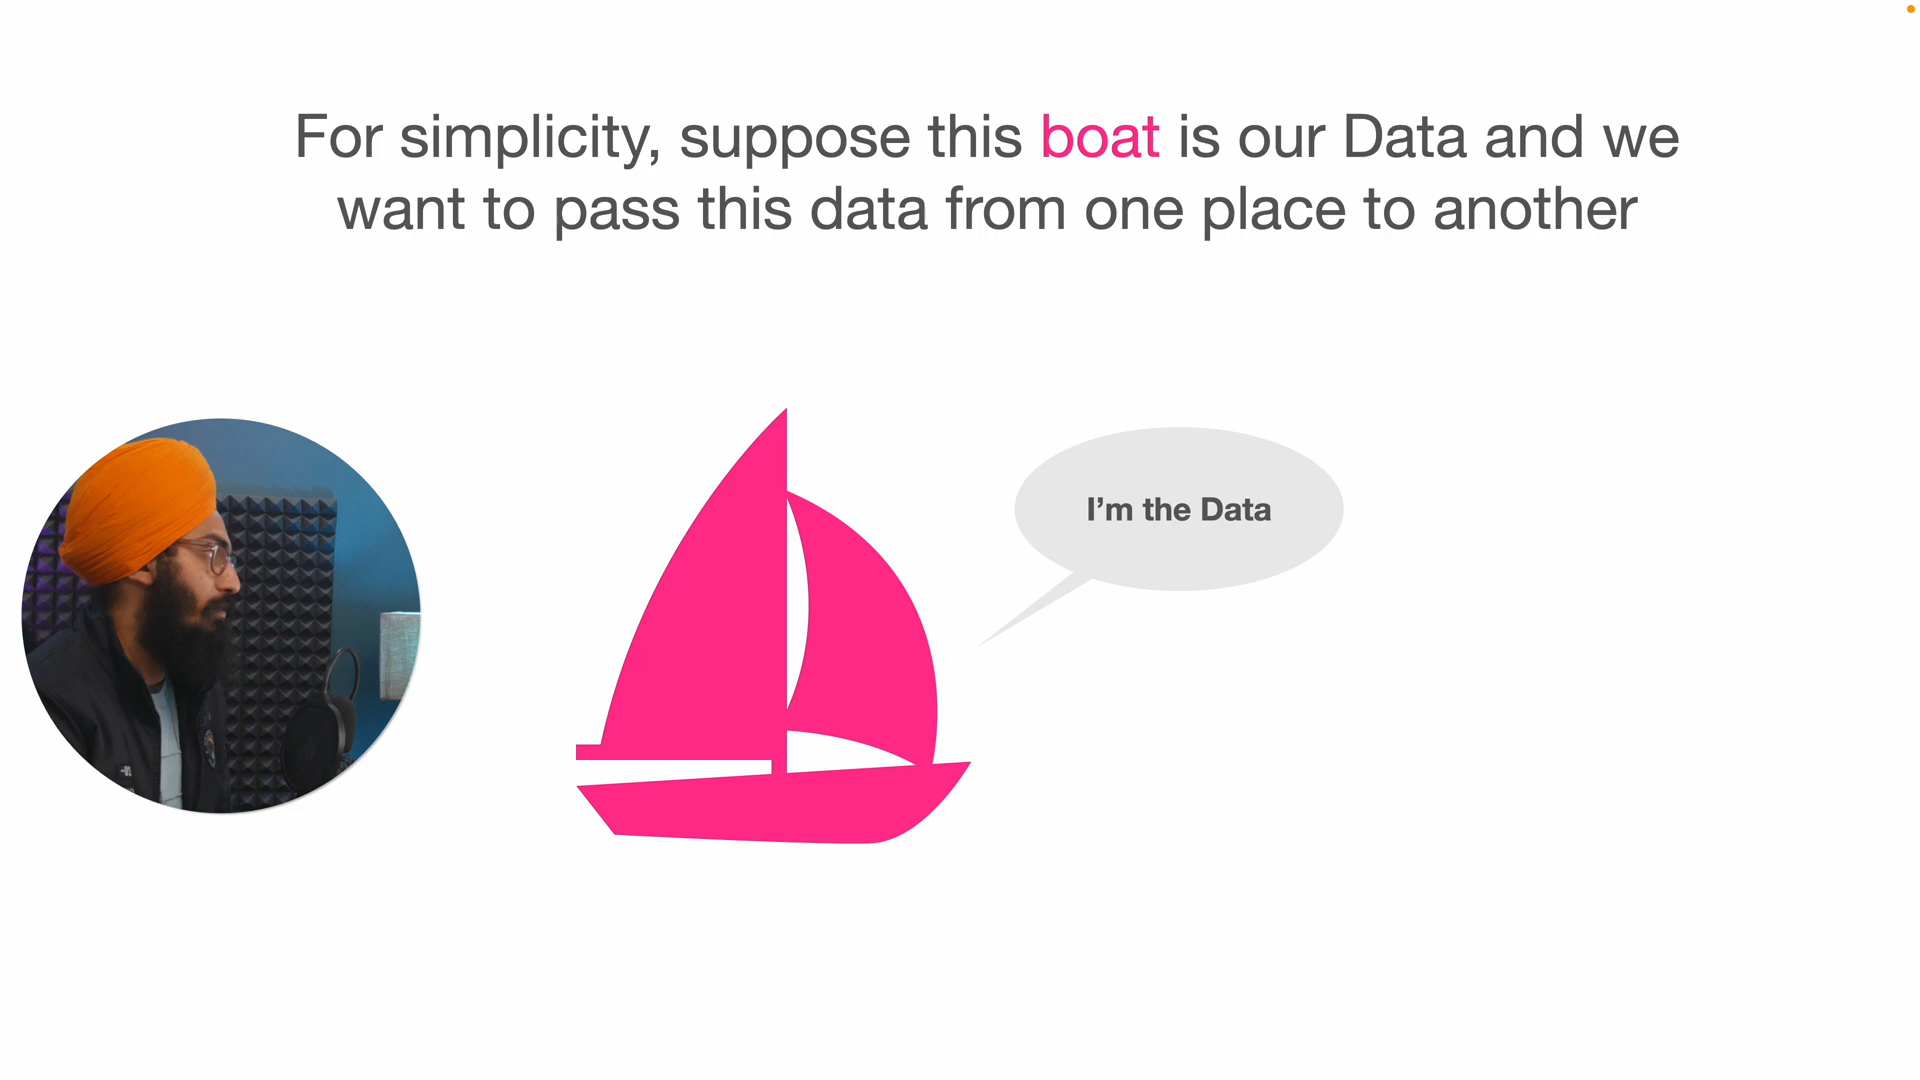 For simplicity, suppose this boat is our Data and we
want to pass this data from one place to another
I’m the Data